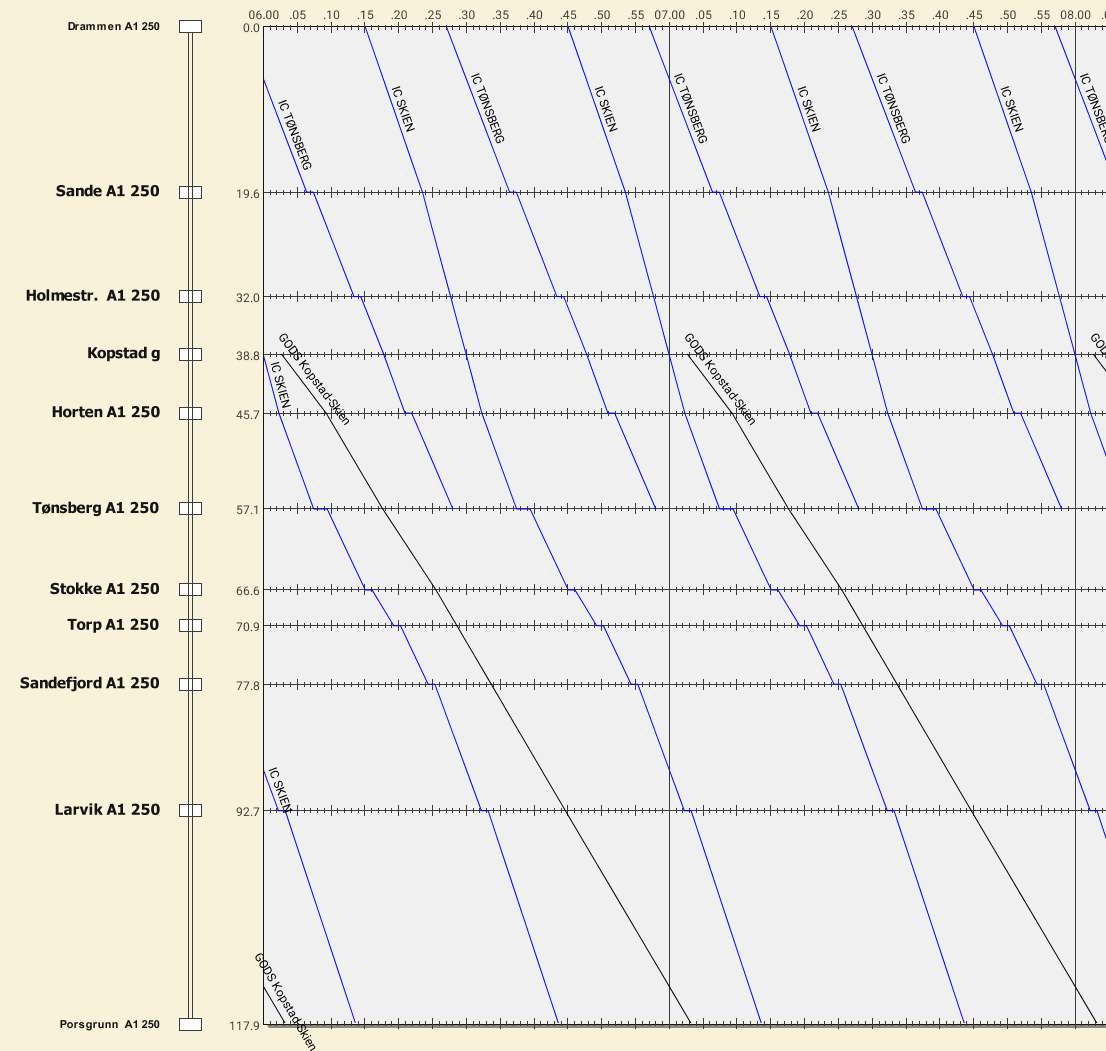 06.00 .05 .10 .15 .20 .25 .30 .35 .40 .45 .50 .55 07.00 .05 .10 .15 .20 .25 .30 .35 .40 .45 .50 .55 08.00
Drammen A1 250 0.0
IC TØNSBERG
IC SKIEN
IC TØNSBERG
IC SKIEN
IC TØNSBERG
IC SKIEN
IC TØNSBERG
IC SKIEN
IC TØNSBERG
Sande A1 250 19.6
Holmestr. A1 250 32.0
Kopstad g 38.8
IC SKIEN
GODS Kopstad-Skien
GODS Kopstad-Skien
Horten A1 250 45.7
Tønsberg A1 250 57.1
Stokke A1 250 66.6
Torp A1 250 70.9
Sandefjord A1 250 77.8
IC SKIEN
Larvik A1 250 92.7
GODS Kopstad-Skien
Porsgrunn A1 250 117.9